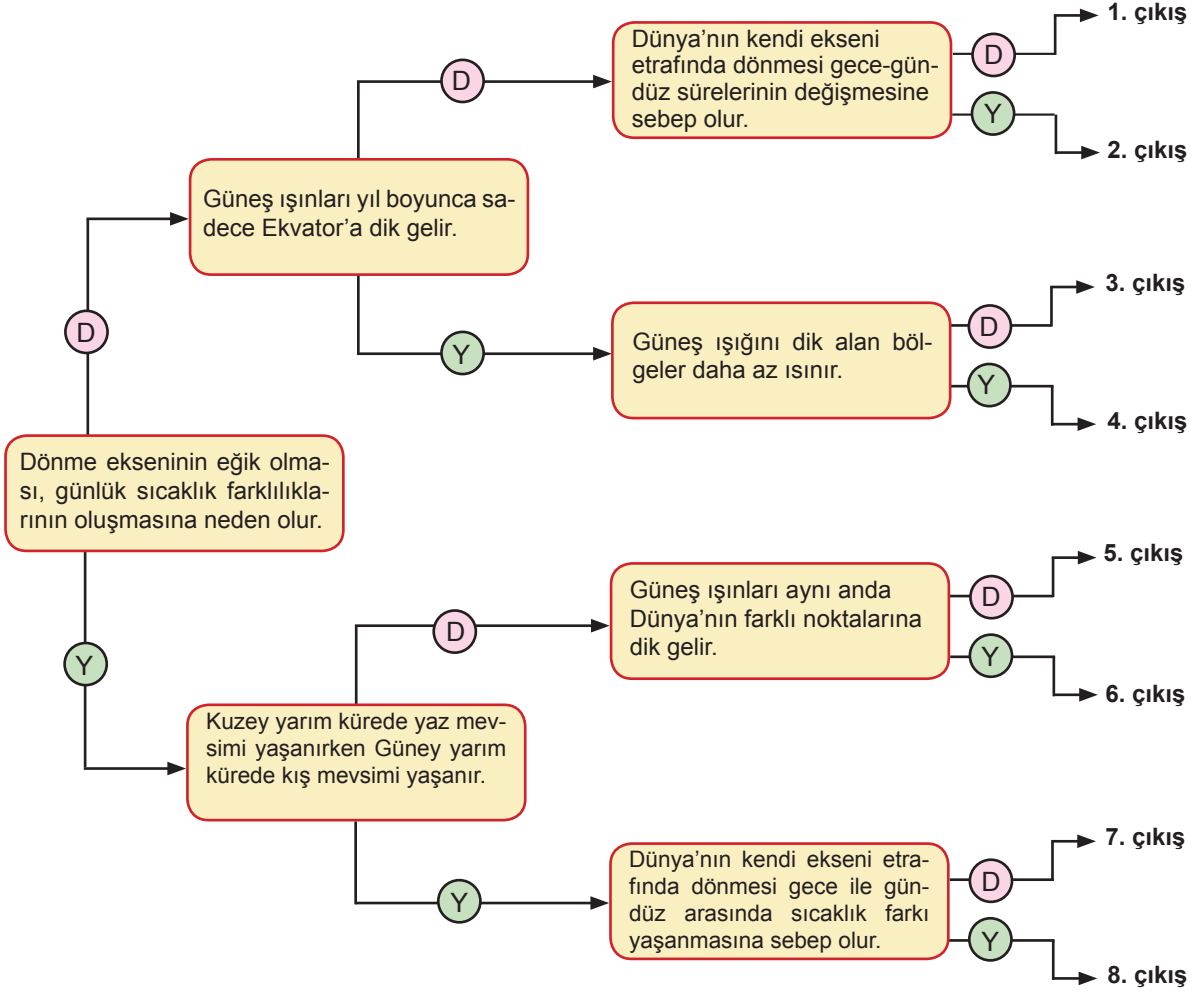 Dönme ekseninin eğik olma-
sı, günlük sıcaklık farklılıkla-
rının oluşmasına neden olur.
D
Güneş ışınları yıl boyunca sa-
dece Ekvator’a dik gelir.
D
Dünya’nın kendi ekseni
etrafında dönmesi gece-gün-
düz sürelerinin değişmesine
sebep olur.
D
1. çıkış
Y
2. çıkış
Y
Güneş ışığını dik alan böl-
geler daha az ısınır.
D
3. çıkış
Y
4. çıkış
Y
Kuzey yarım kürede yaz mev-
simi yaşanırken Güney yarım
kürede kış mevsimi yaşanır.
D
Güneş ışınları aynı anda
Dünya’nın farklı noktalarına
dik gelir.
D
5. çıkış
Y
6. çıkış
Y
Dünya’nın kendi ekseni etra-
fında dönmesi gece ile gün-
düz arasında sıcaklık farkı
yaşanmasına sebep olur.
D
7. çıkış
Y
8. çıkış